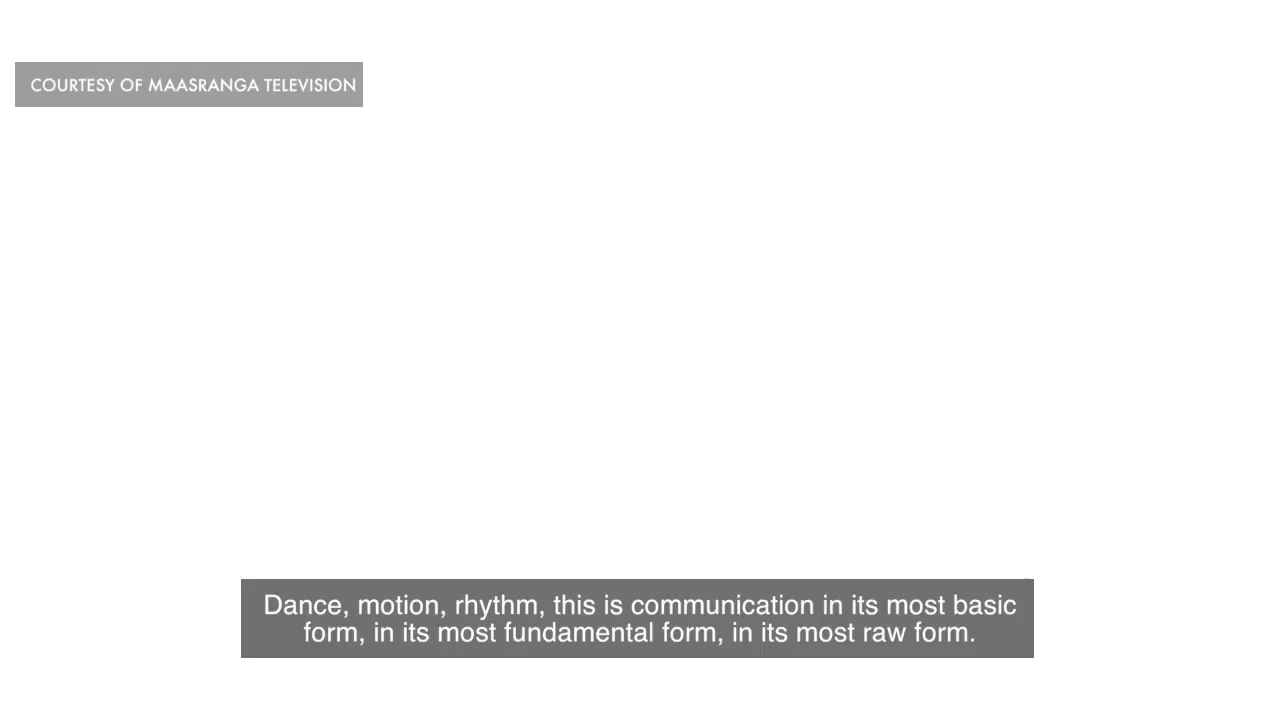 COURTESY OF MAASRANGA TELEVISION
Dance, motion, rhythm, this is communication in its most basic
form, in its most fundamental form, in its most raw form.